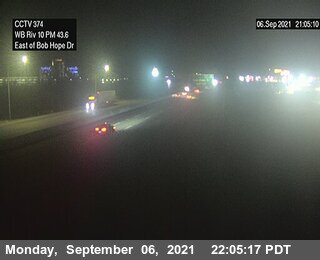 CCTV 374
WB Riv 10 PM 43.6
East of Bob Hope Dr
06.Sep 2021 21:05:10
Monday, September 06, 2021 22:05:17 PDT